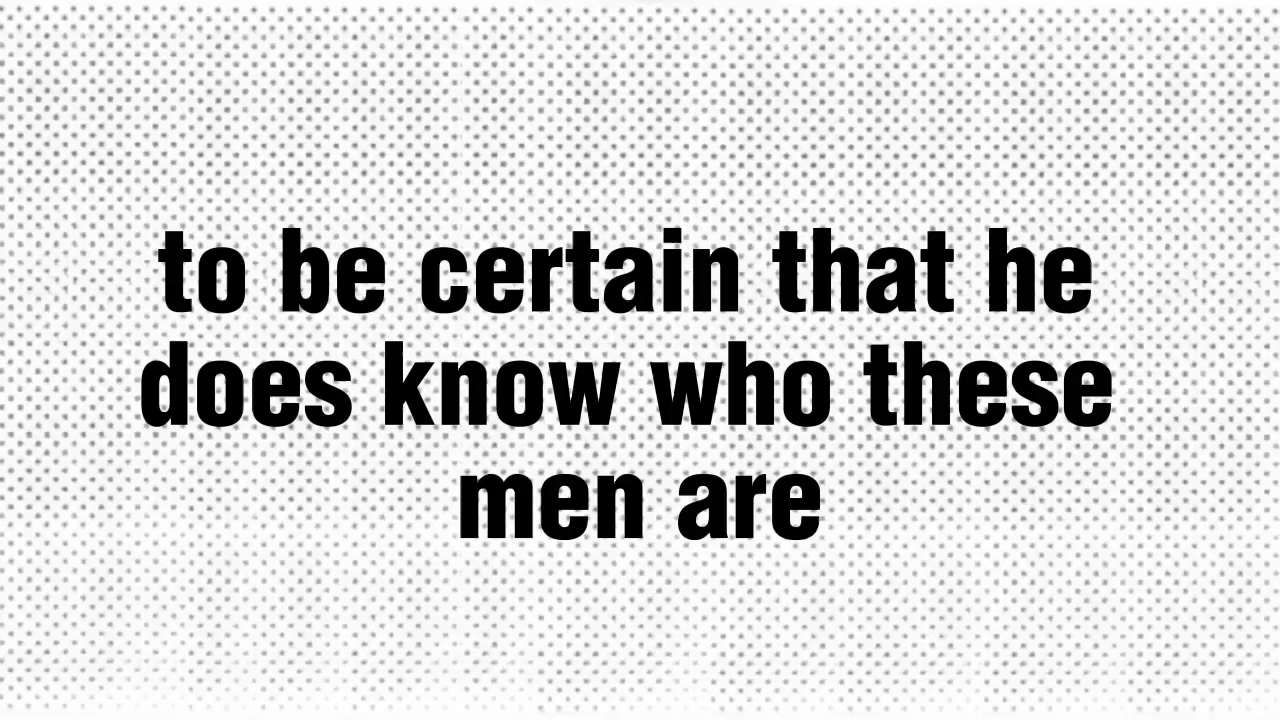 to be certain that he
does know who these
men are